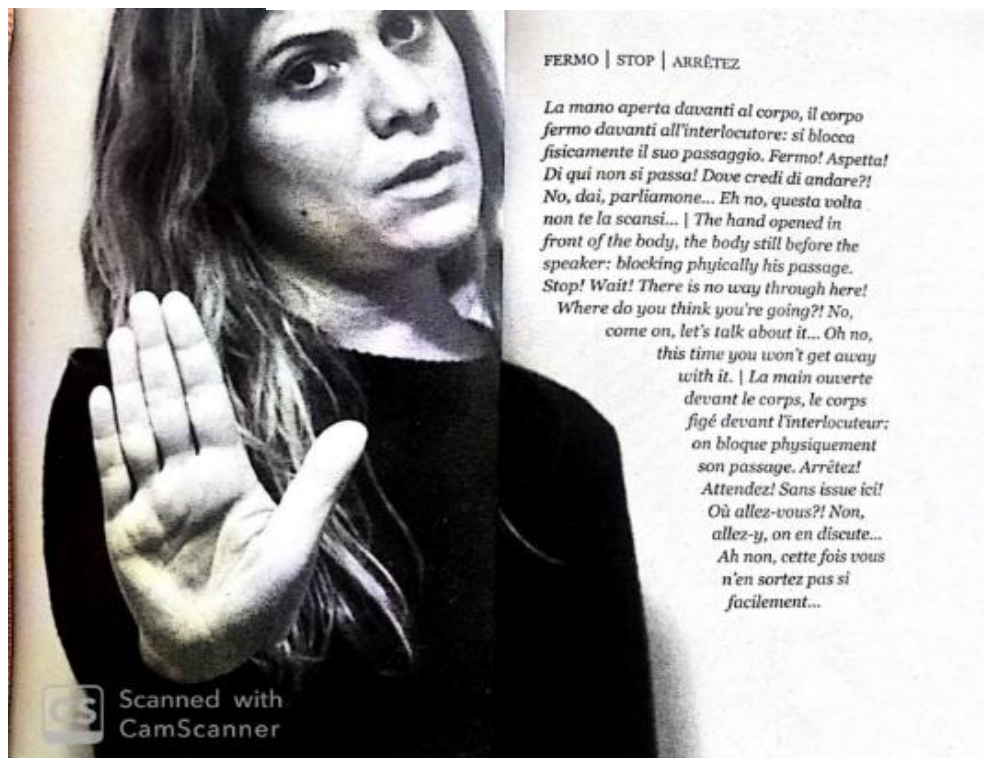 FERMO | STOP | ARRÊTEZ
La mano aperta davanti al corpo, il corpo
fermo davanti all'interlocutore: si blocca
fisicamente il suo passaggio. Fermo! Aspetta!
Di qui non si passa! Dove credi di andare?!
No, dai, parliamone... Eh no, questa volta
non te la scansi... | The hand opened in
front of the body, the body still before the
speaker: blocking phyically his passage.
Stop! Wait! There is no way through here!
Where do you think you're going?! No,
come on, let's talk about it... Oh no,
this time you won't get away
with it. | La main ouverte
devant le corps, le corps
figé devant l'interlocuteur:
on bloque physiquement
son passage. Arrêtez!
Attendez! Sans issue ici!
Où allez-vous?! Non,
allez-y, on en discute...
Ah non, cette fois vous
n'en sortez pas si
facilement...
CS
Scanned with
CamScanner